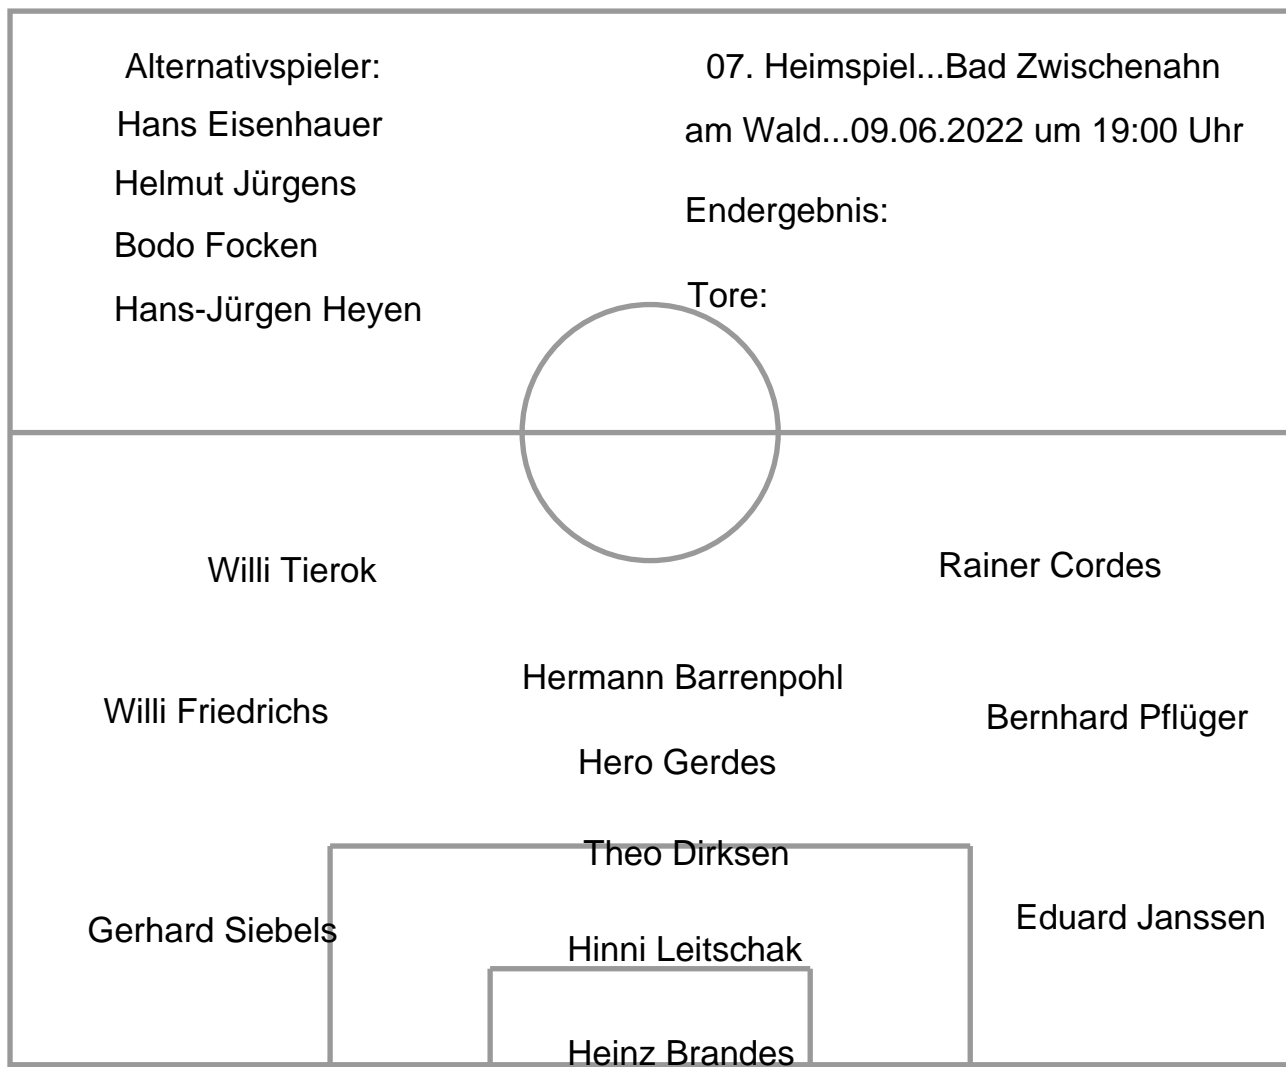 Alternativspieler:
Hans Eisenhauer
Helmut Jürgens
Bodo Focken
Hans-Jürgen Heyen
07. Heimspiel...Bad Zwischenahn
am Wald...09.06.2022 um 19:00 Uhr
Endergebnis:
Tore:
Willi Tierok
Rainer Cordes
Hermann Barrenpohl
Willi Friedrichs
Bernhard Pflüger
Hero Gerdes
Theo Dirksen
Gerhard Siebels
Eduard Janssen
Hinni Leitschak
Heinz Brandes